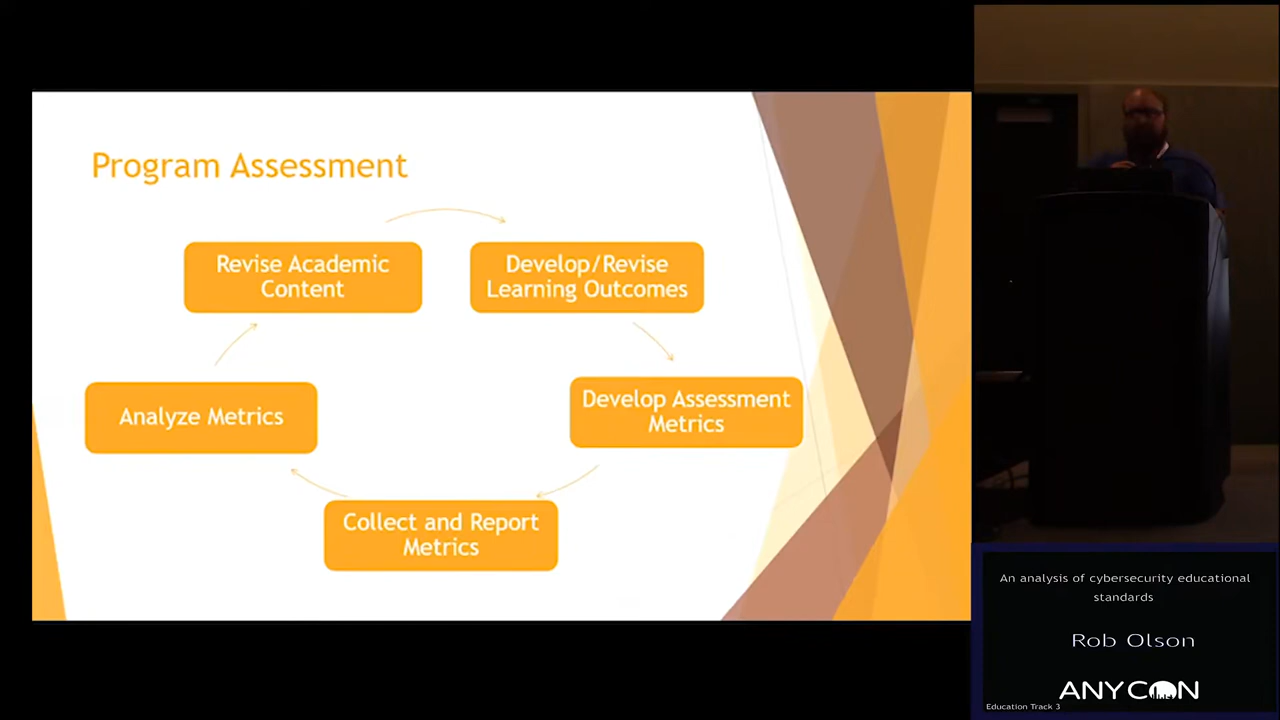 Program Assessment
Revise Academic
Content
Develop/Revise
Learning Outcomes
Analyze Metrics
Develop Assessment
Metrics
Collect and Report
Metrics
An analysis of cybersecurity educational
standards
Rob Olson
ANYCON
Education Track 3